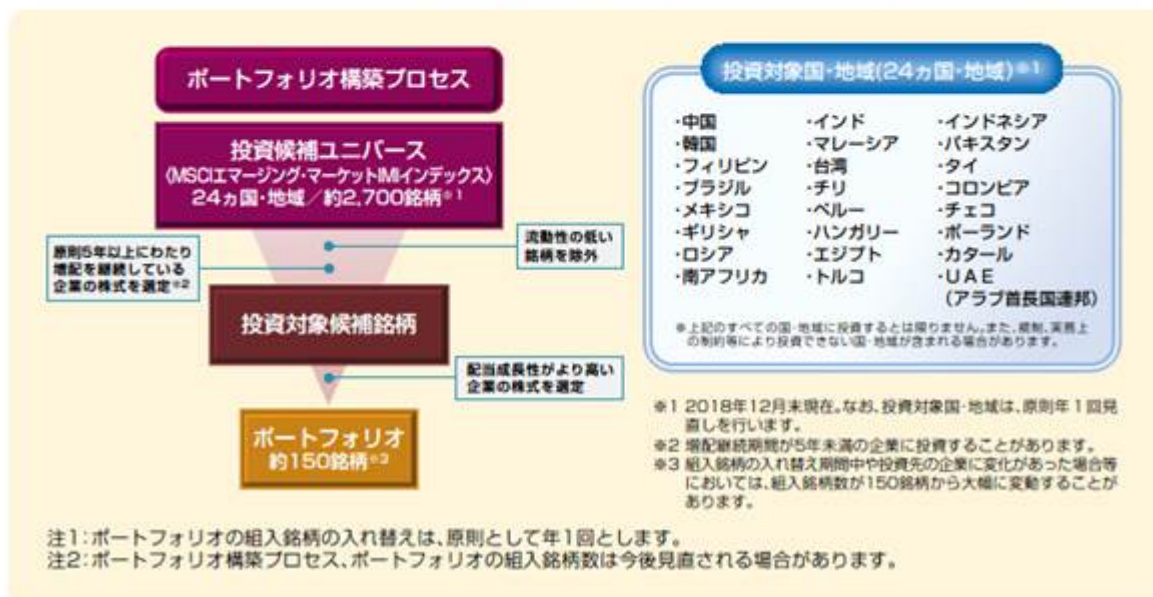 ポートフォリオ構築プロセス
投資候補ユニバース
(MSCIエマージング・マーケットIMIインデックス)
24ヵ国・地域／約2,700銘柄※1
流動性の低い
銘柄を除外
原則5年以上にわたり
増配を継続している
企業の株式を選定※2
投資対象候補銘柄
配当成長性がより高い
企業の株式を選定
ポートフォリオ
約150銘柄※3
投資対象国・地域(24ヵ国・地域)※1
・中国 ・インド ・インドネシア
・韓国 ・マレーシア ・パキスタン
・フィリピン ・台湾 ・タイ
・ブラジル ・チリ ・コロンビア
・メキシコ ・ペルー ・チェコ
・ギリシャ ・ハンガリー ・ポーランド
・ロシア ・エジプト ・カタール
・南アフリカ ・トルコ ・UAE
(アラブ首長国連邦)
※上記のすべての国・地域に投資するとは限りません。また、規制、実務上
の制約等により投資できない国・地域が含まれる場合があります。
※1 2018年12月末現在。なお、投資対象国・地域は、原則年1回見
直しを行います。
※2 増配継続期間が5年未満の企業に投資することがあります。
※3 組入銘柄の入れ替え期間中や投資先の企業に変化があった場合等
においては、組入銘柄数が150銘柄から大幅に変動することが
あります。
注1:ポートフォリオの組入銘柄の入れ替えは、原則として年1回とします。
注2:ポートフォリオ構築プロセス、ポートフォリオの組入銘柄数は今後見直される場合があります。